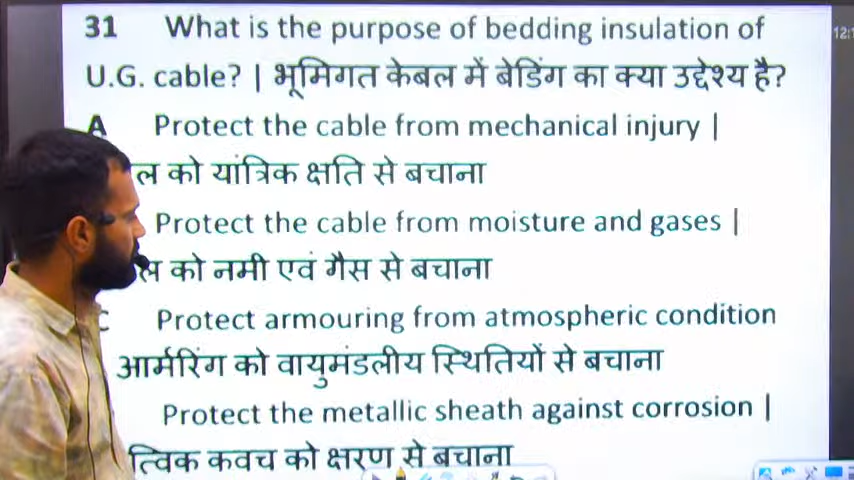 31 What is the purpose of bedding insulation of
U.G. cable? | भूमिगत केबल में बेडिंग का क्या उद्देश्य है?
A Protect the cable from mechanical injury |
ल को यांत्रिक क्षति से बचाना
Protect the cable from moisture and gases |
ल को नमी एवं गैस से बचाना
C Protect armouring from atmospheric condition
आर्मरिंग को वायुमंडलीय स्थितियों से बचाना
Protect the metallic sheath against corrosion |
त्विक कवच को क्षरण से बचाना